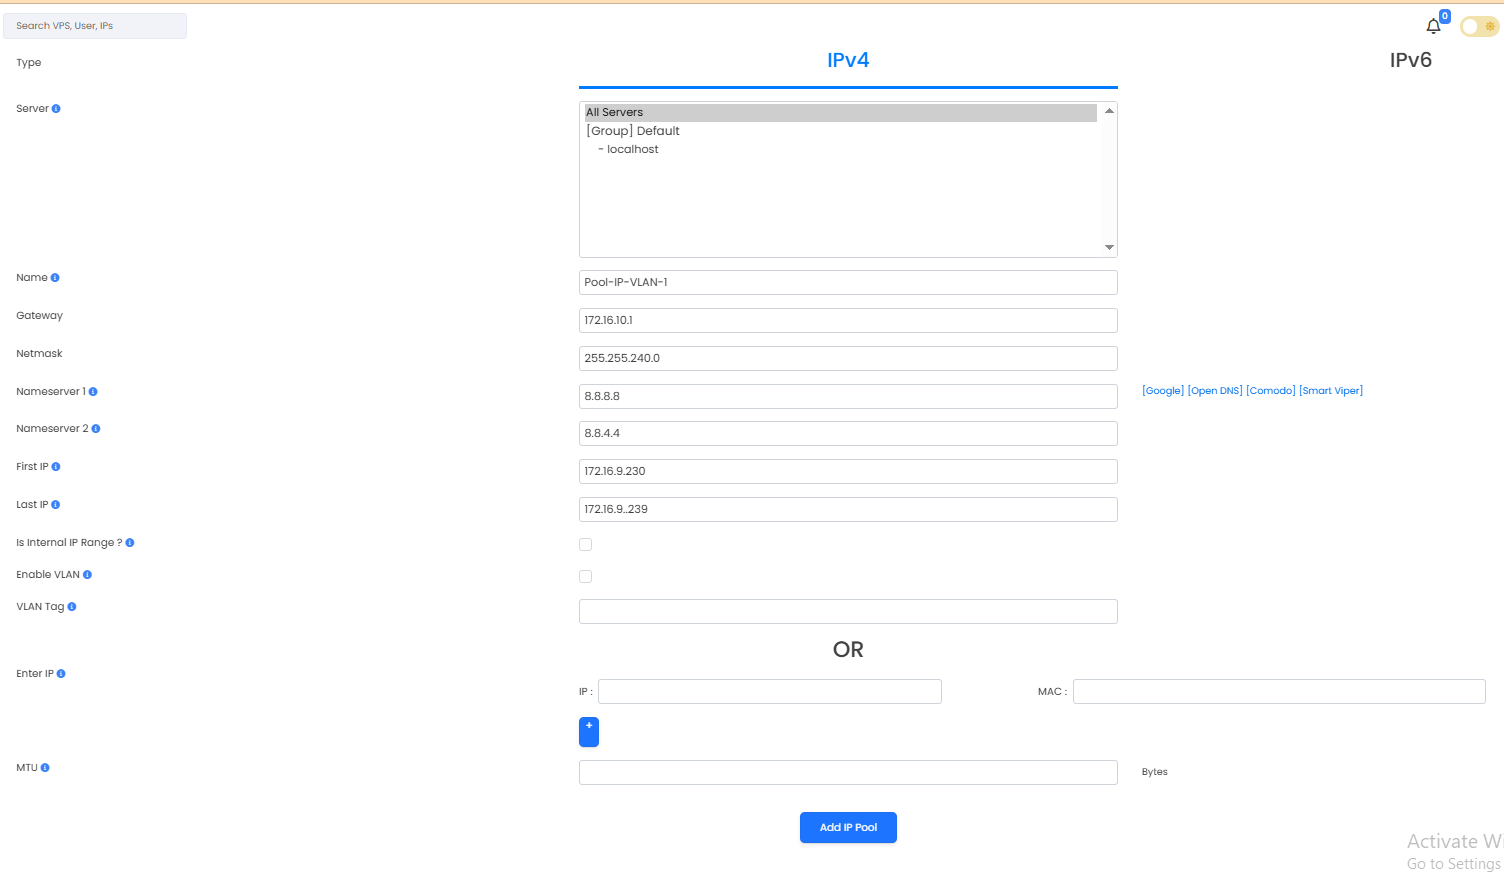 Search VPS, User, IPs
0
Type
IPv4
IPv6
Server
All Servers
[Group] Default
- localhost
Name
Pool-IP-VLAN-1
Gateway
172.16.10.1
Netmask
255.255.240.0
Nameserver 1
8.8.8.8
[Google] [Open DNS] [Comodo] [Smart Viper]
Nameserver 2
8.8.4.4
First IP
172.16.9.230
Last IP
172.16.9..239
Is Internal IP Range ?
Enable VLAN
VLAN Tag
OR
Enter IP
IP :
MAC :
+
MTU
Bytes
Add IP Pool
Activate Wi
Go to Settings